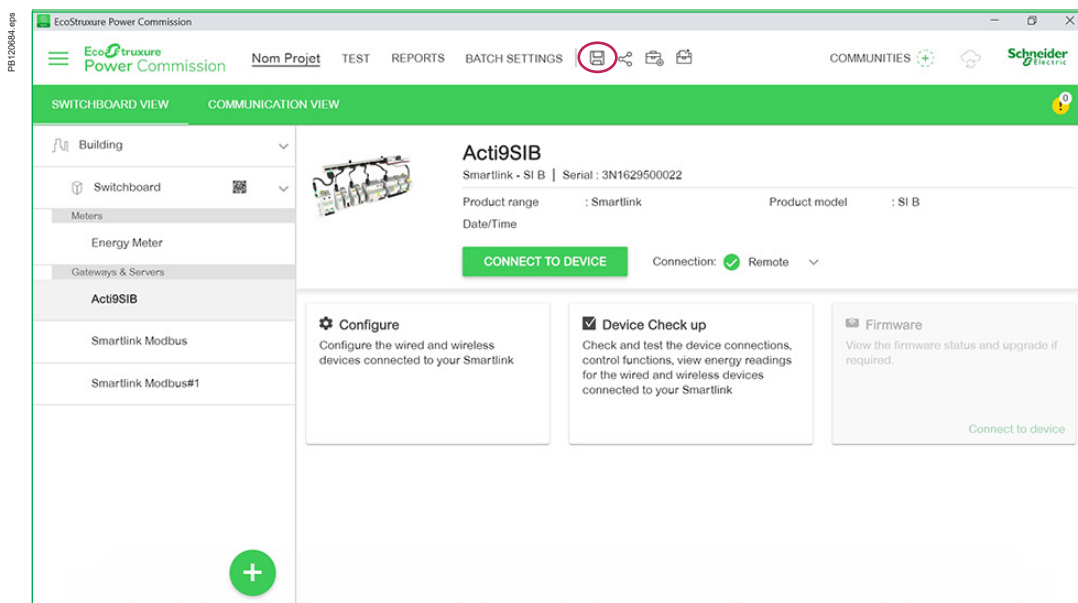 PB120684.eps
EcoStruxure Power Commission
EcoStruxure
Power Commission
Nom Projet TEST REPORTS BATCH SETTINGS COMMUNITIES
Schneider
Electric
SWITCHBOARD VIEW COMMUNICATION VIEW
0
Building
Switchboard
Meters
Energy Meter
Gateways & Servers
Acti9SIB
Smartlink Modbus
Smartlink Modbus#1
Acti9SIB
Smartlink - SI B | Serial : 3N1629500022
Product range : Smartlink Product model : SI B
Date/Time
CONNECT TO DEVICE Connection: Remote
Configure
Configure the wired and wireless
devices connected to your Smartlink
Device Check up
Check and test the device connections,
control functions, view energy readings
for the wired and wireless devices
connected to your Smartlink
Firmware
View the firmware status and upgrade if
required.
Connect to device